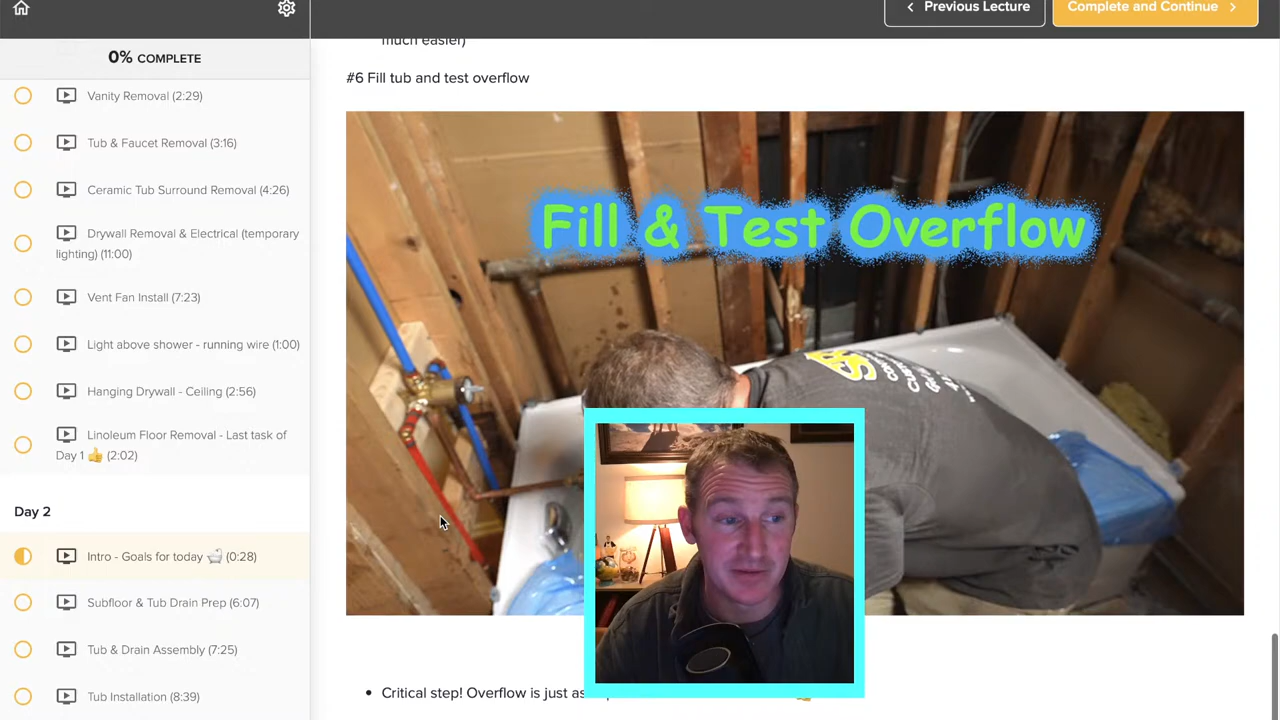 Previous Lecture
Complete and Continue
0% COMPLETE
Vanity Removal (2:29)
Tub & Faucet Removal (3:16)
Ceramic Tub Surround Removal (4:26)
Drywall Removal & Electrical (temporary
lighting) (11:00)
Vent Fan Install (7:23)
Light above shower - running wire (1:00)
Hanging Drywall - Ceiling (2:56)
Linoleum Floor Removal - Last task of
Day 1 👍 (2:02)
Day 2
Intro - Goals for today 🛁 (0:28)
Subfloor & Tub Drain Prep (6:07)
Tub & Drain Assembly (7:25)
Tub Installation (8:39)
much easier)
#6 Fill tub and test overflow
Fill & Test Overflow
Critical step! Overflow is just